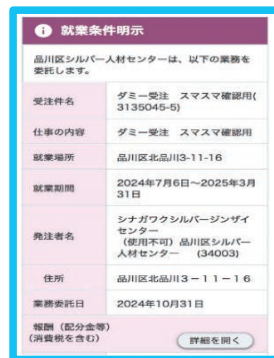 就業条件明示
品川区シルバー人材センターは、以下の業務を
委託します。
受注件名
ダミー受注 スマスマ確認用(
3135045-5)
仕事の内容
ダミー受注 スマスマ確認用
就業場所
品川区北品川3-11-16
就業期間
2024年7月6日~2025年3月
31日
発注者名
シナガワクシルバージンザイ
センター
(使用不可)品川区シルバー
人材センター (34003)
住所
品川区北品川3－11－16
業務委託日
2024年10月31日
報酬(配分金等)
(消費税を含む)
詳細を開く